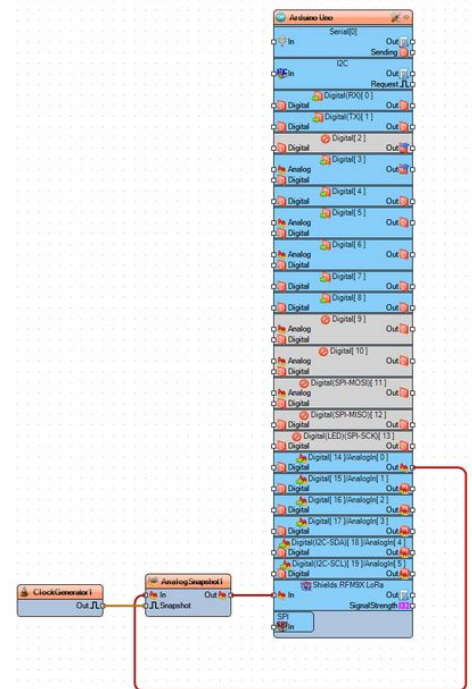 Arduino Uno
Serial[0]
In Out
Sending
I2C
In Out
Request
Digital(RX)[ 0 ]
Digital Out
Digital(TX)[ 1 ]
Digital Out
Digital[ 2 ]
Digital Out
Digital[ 3 ]
Analog Out
Digital
Digital[ 4 ]
Digital Out
Digital[ 5 ]
Analog Out
Digital
Digital[ 6 ]
Analog Out
Digital
Digital[ 7 ]
Digital Out
Digital[ 8 ]
Digital Out
Digital[ 9 ]
Analog Out
Digital
Digital[ 10 ]
Analog Out
Digital
Digital(SPI-MOSI)[ 11 ]
Analog Out
Digital
Digital(SPI-MISO)[ 12 ]
Digital Out
Digital(LED)(SPI-SCK)[ 13 ]
Digital Out
Digital[ 14 ]/AnalogIn[ 0 ]
Digital Out
Digital[ 15 ]/AnalogIn[ 1 ]
Digital Out
Digital[ 16 ]/AnalogIn[ 2 ]
Digital Out
Digital[ 17 ]/AnalogIn[ 3 ]
Digital Out
Digital(I2C-SDA)[ 18 ]/AnalogIn[ 4 ]
Digital Out
Digital(I2C-SCL)[ 19 ]/AnalogIn[ 5 ]
Digital Out
Shields.RFM9X LoRa
In Out
SignalStrength I32
SPI
In
AnalogSnapshot1
In Out
Snapshot
ClockGenerator1
Out